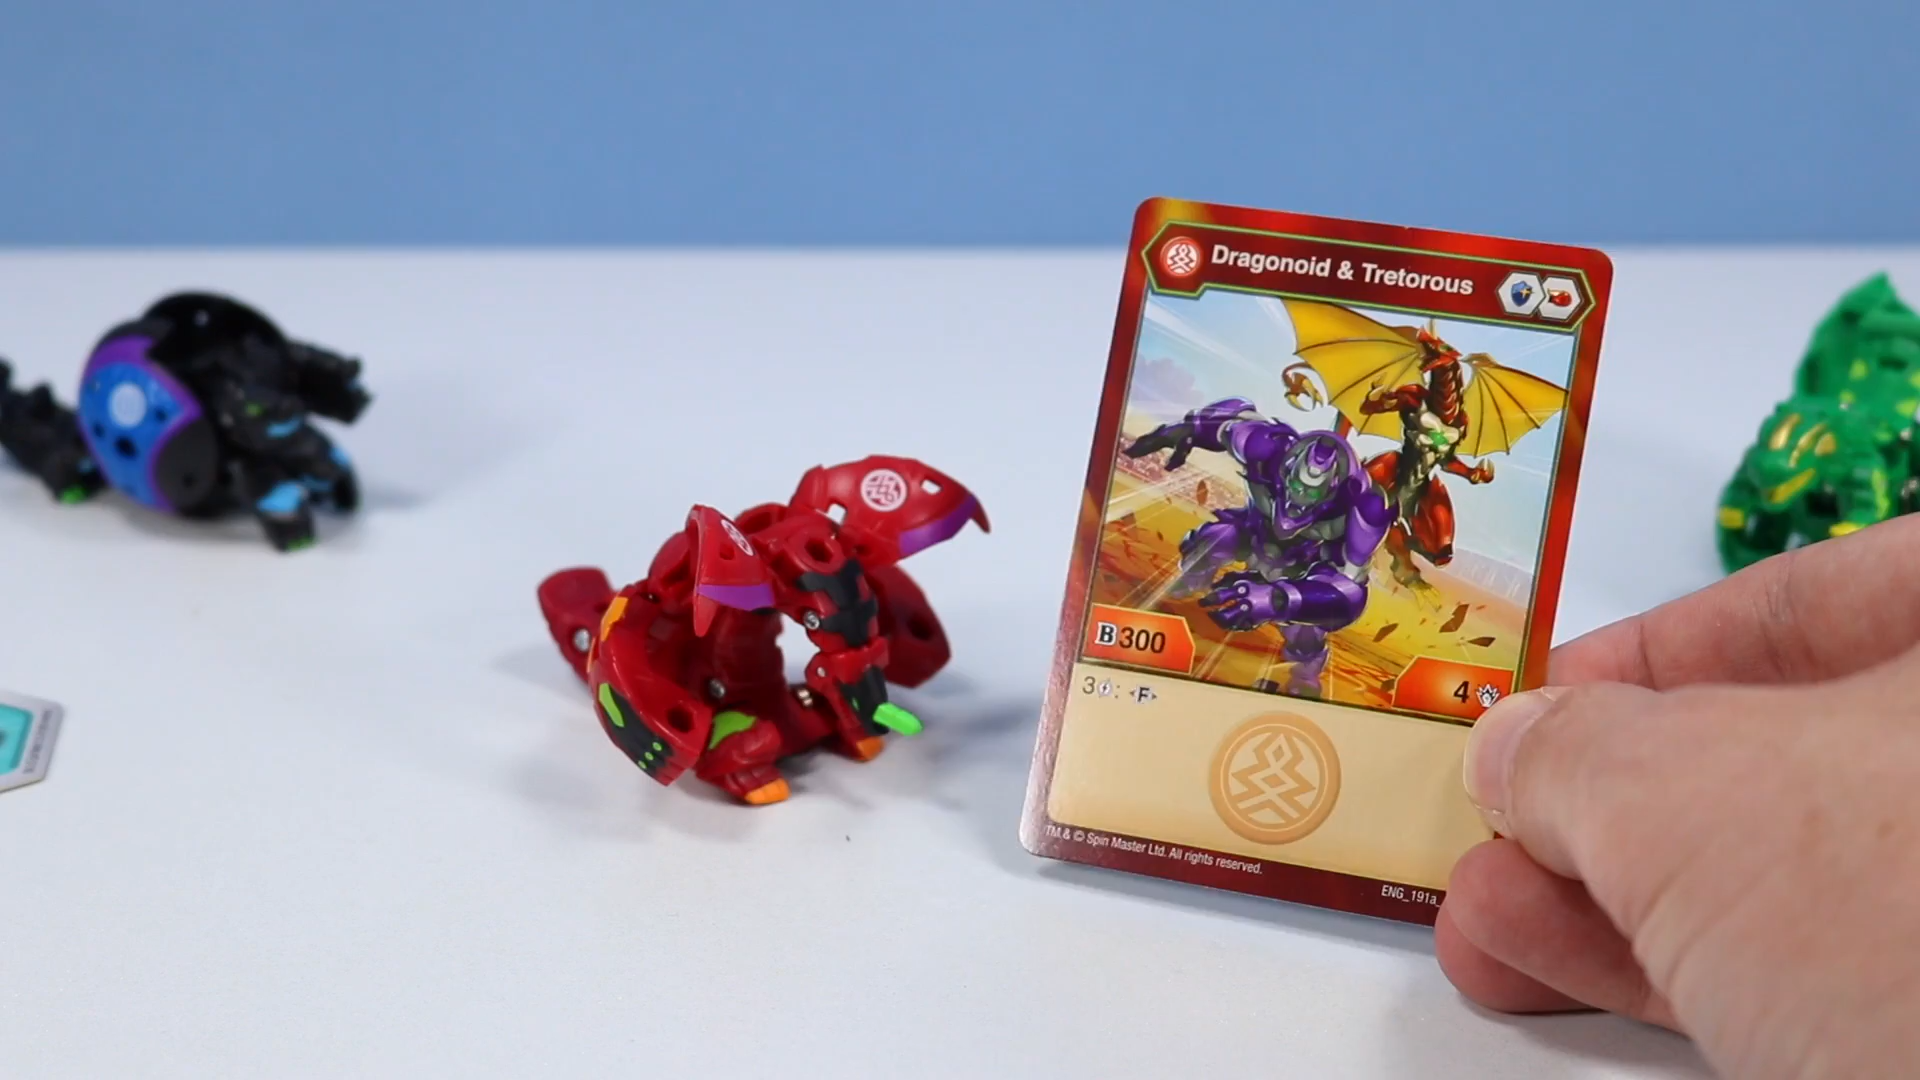 Dragonoid & Tretorous
B300
4
3 : F
TM & © Spin Master Ltd. All rights reserved.
ENG_191a_